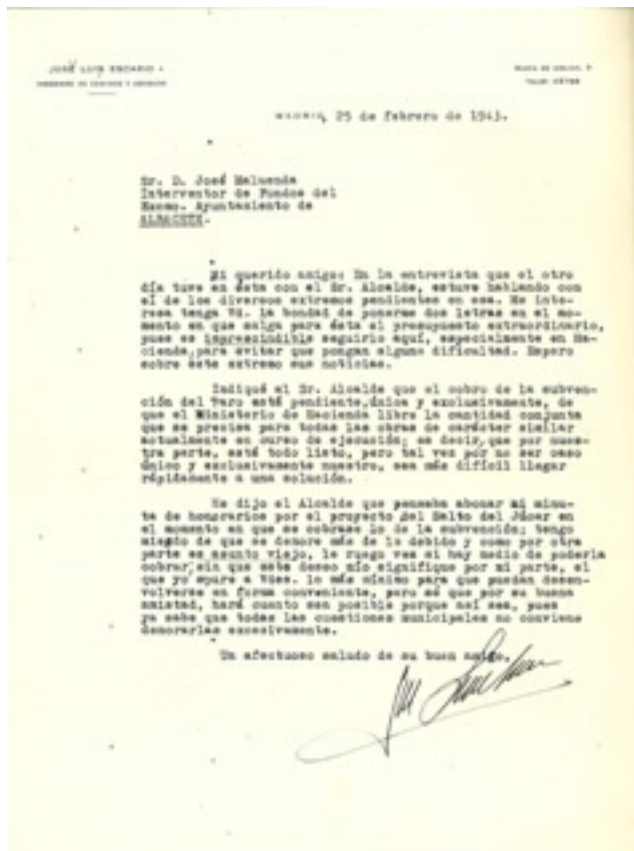 JOSÉ LUIS ESCARIO
INGENIERO DE CAMINOS Y ABOGADO
MADRID, 25 de febrero de 1943.
Sr. D. José Maluenda
Interventor de Fondos del
Excmo. Ayuntamiento de
ALBACETE.
Mi querido amigo: En la entrevista que el otro
día tuve en ésta con el Sr. Alcalde, estuve hablando con
él de los diversos extremos pendientes en esa. Me inte-
resa tenga Vd. la bondad de ponerme dos letras en el mo-
mento en que salga para ésta el presupuesto extraordinario,
pues es imprescindible seguirlo aquí, especialmente en Ha-
cienda, para evitar que pongan alguna dificultad. Espero
sobre este extremo sus noticias.
Indiqué al Sr. Alcalde que el cobro de la subven-
ción del Paro está pendiente, única y exclusivamente, de
que el Ministerio de Hacienda libre la cantidad conjunta
que se precisa para todas las obras de carácter similar
actualmente en curso de ejecución; es decir, que por nues-
tra parte, está todo listo, pero tal vez por no ser caso
único y exclusivamente nuestro, sea más difícil llegar
rápidamente a una solución.
Me dijo el Alcalde que pensaba abonar mi minu-
ta de honorarios por el proyecto del Salto del Júcar en
el momento en que se cobrase lo de la subvención; tengo
miedo de que se demore más de lo debido y como por otra
parte es asunto viejo, le ruego vea si hay medio de poderla
cobrar, sin que este deseo mío signifique por mi parte, el
que yo apure a Vdes. lo más mínimo para que puedan desen-
volverse en forma conveniente, pero sé que por su buena
amistad, hará cuanto sea posible porque así sea, pues
ya sabe que todas las cuestiones municipales no conviene
demorarlas excesivamente.
Un afectuoso saludo de su buen amigo,